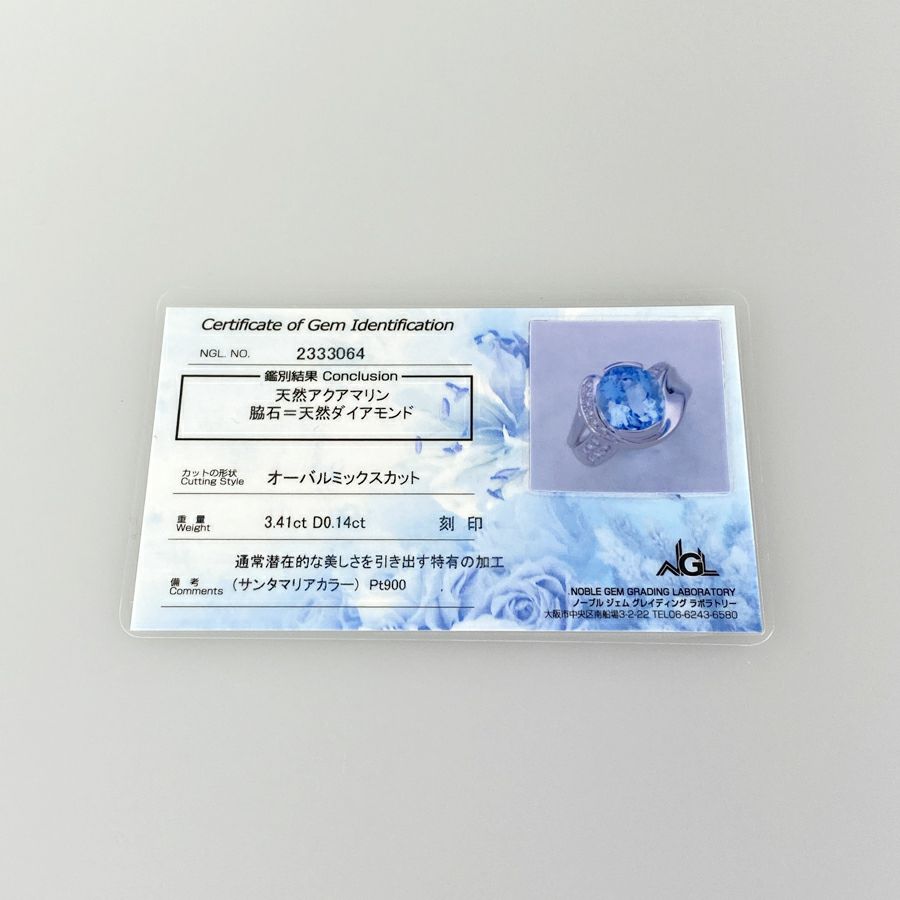 Certificate of Gem Identification
NGL. NO. 2333064
鑑別結果 Conclusion
天然アクアマリン
脇石＝天然ダイアモンド
カットの形状
Cutting Style オーバルミックスカット
重量
Weight 3.41ct D0.14ct 刻印
通常潜在的な美しさを引き出す特有の加工
備考
Comments (サンタマリアカラー) Pt900
NGL
NOBLE GEM GRADING LABORATORY
ノーブル ジェム グレイディング ラボラトリー
大阪市中央区南船場3-2-22 TEL06-6243-6580